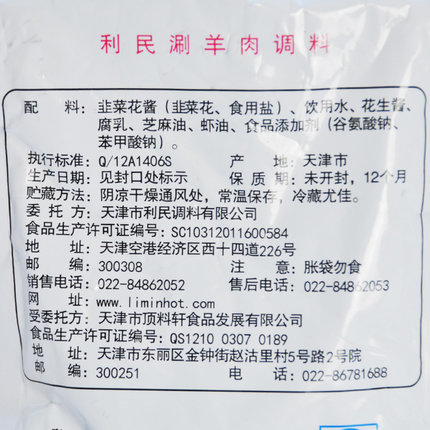 利民涮羊肉调料
配 料：韭菜花酱（韭菜花、食用盐）、饮用水、花生酱、
腐乳、芝麻油、虾油、食品添加剂（谷氨酸钠、
苯甲酸钠）。
执行标准：Q/12A1406S 产 地：天津市
生产日期：见封口处标示 保 质 期：未开封，12个月
贮藏方法：阴凉干燥通风处，常温保存，冷藏尤佳。
委 托 方：天津市利民调料有限公司
食品生产许可证编号：SC10312011600584
地 址：天津空港经济区西十四道226号
邮 编：300308 注 意：胀袋勿食
销售电话：022-84862052 售后电话：022-84862053
网 址：www.liminhot.com
受委托方：天津市顶料轩食品发展有限公司
食品生产许可证编号：QS1210 0307 0189
地 址：天津市东丽区金钟街赵沽里村5号路2号院
邮 编：300251 电 话：022-86781688